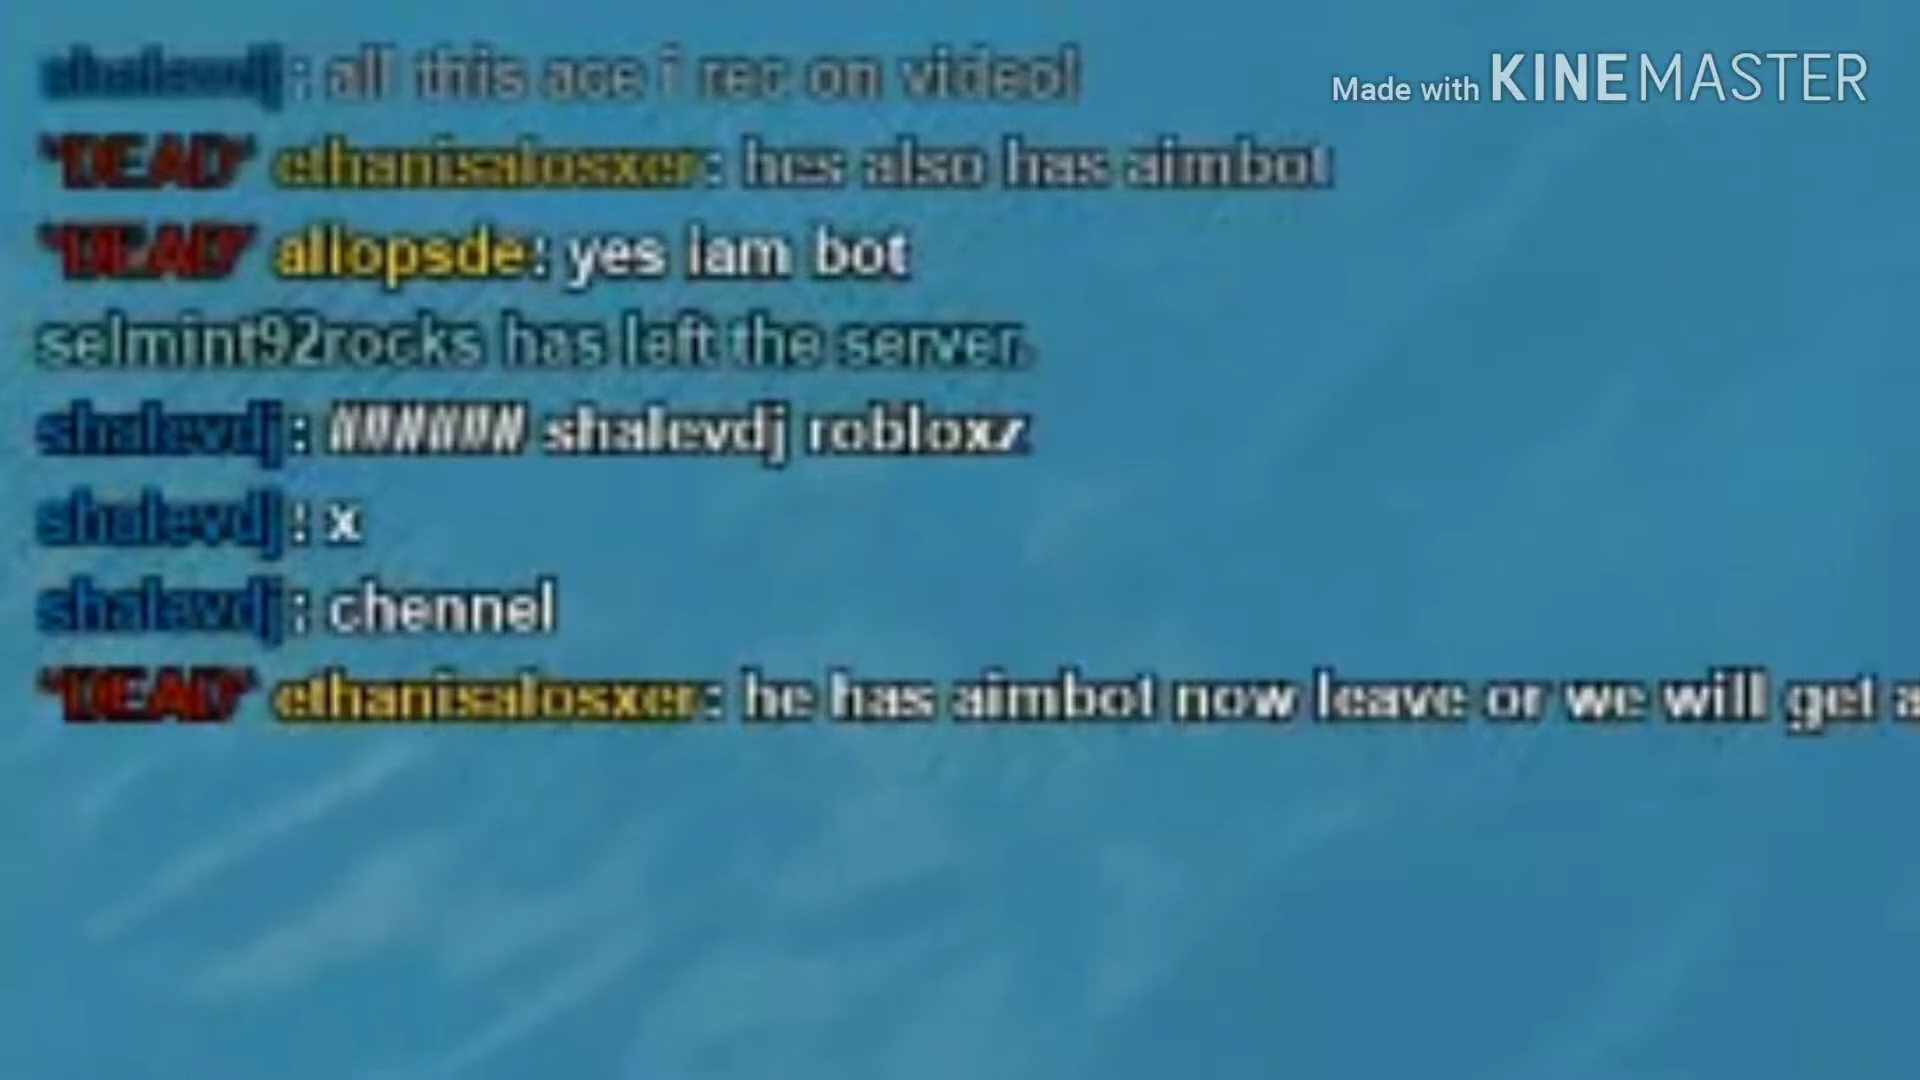 shalevdj: all this ace i rec on video!
Made with KINEMASTER
*DEAD* ethanisalosxer: hes also has aimbot
*DEAD* allopsde: yes iam bot
selmint92rocks has left the server.
shalevdj: ####### shalevdj robloxz
shalevdj: x
shalevdj: chennel
*DEAD* ethanisalosxer: he has aimbot now leave or we will get a